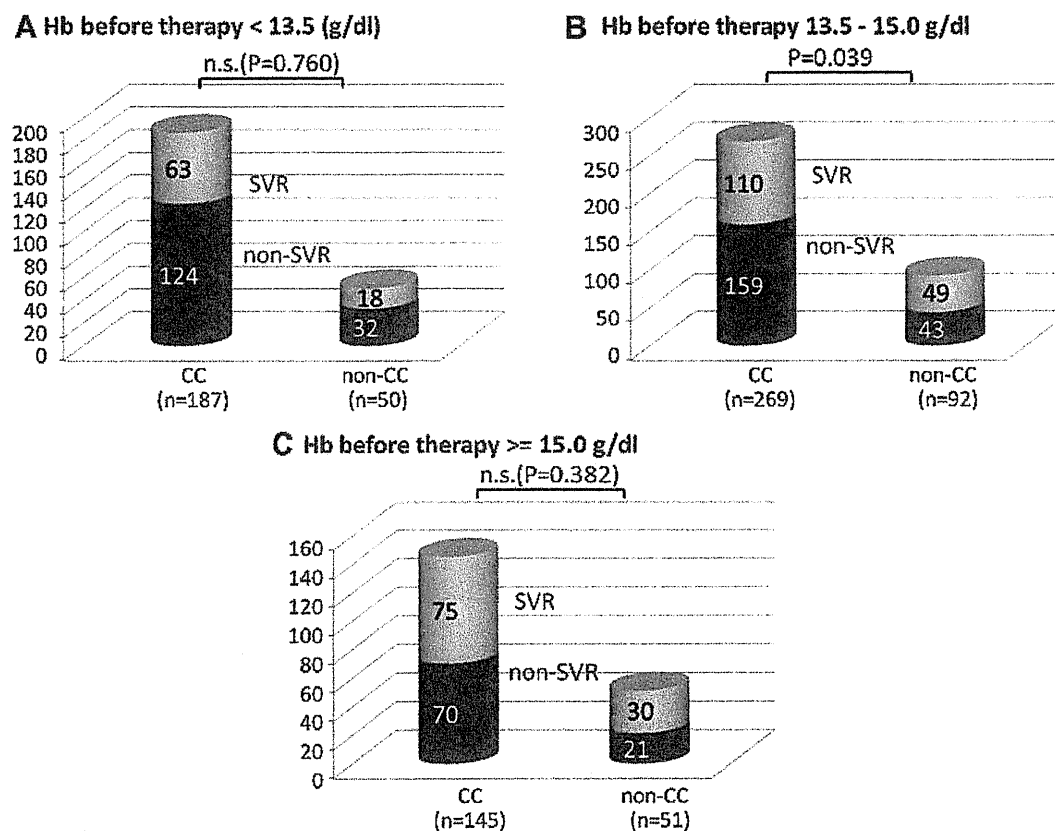 A Hb before therapy < 13.5 (g/dl)
n.s.(P=0.760)
200
180
160
140
120
100
80
60
40
20
0
63
SVR
124
non-SVR
18
32
CC
(n=187)
non-CC
(n=50)
B Hb before therapy 13.5 - 15.0 g/dl
P=0.039
300
250
200
150
100
50
0
110
SVR
159
non-SVR
49
43
CC
(n=269)
non-CC
(n=92)
C Hb before therapy >= 15.0 g/dl
n.s.(P=0.382)
160
140
120
100
80
60
40
20
0
75
SVR
70
non-SVR
30
21
CC
(n=145)
non-CC
(n=51)